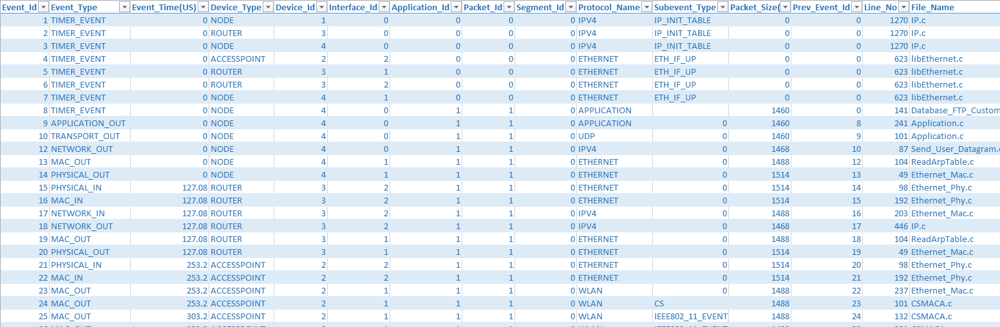 Event_Id Event_Type Event_Time(US) Device_Type Device_Id Interface_Id Application_Id Packet_Id Segment_Id Protocol_Name Subevent_Type Packet_Size( Prev_Event_Id Line_No File_Name
1 TIMER_EVENT 0 NODE 1 0 0 0 0 IPV4 IP_INIT_TABLE 0 0 1270 IP.c
2 TIMER_EVENT 0 ROUTER 3 0 0 0 0 IPV4 IP_INIT_TABLE 0 0 1270 IP.c
3 TIMER_EVENT 0 NODE 4 0 0 0 0 IPV4 IP_INIT_TABLE 0 0 1270 IP.c
4 TIMER_EVENT 0 ACCESSPOINT 2 2 0 0 0 ETHERNET ETH_IF_UP 0 0 623 libEthernet.c
5 TIMER_EVENT 0 ROUTER 3 1 0 0 0 ETHERNET ETH_IF_UP 0 0 623 libEthernet.c
6 TIMER_EVENT 0 ROUTER 3 2 0 0 0 ETHERNET ETH_IF_UP 0 0 623 libEthernet.c
7 TIMER_EVENT 0 NODE 4 1 0 0 0 ETHERNET ETH_IF_UP 0 0 623 libEthernet.c
8 TIMER_EVENT 0 NODE 4 0 1 1 0 APPLICATION 1460 0 141 Database_FTP_Custom
9 APPLICATION_OUT 0 NODE 4 0 1 1 0 APPLICATION 0 1460 8 241 Application.c
10 TRANSPORT_OUT 0 NODE 4 0 1 1 0 UDP 0 1460 9 101 Application.c
12 NETWORK_OUT 0 NODE 4 0 1 1 0 IPV4 0 1468 10 87 Send_User_Datagram.
13 MAC_OUT 0 NODE 4 1 1 1 0 ETHERNET 0 1488 12 104 ReadArpTable.c
14 PHYSICAL_OUT 0 NODE 4 1 1 1 0 ETHERNET 0 1514 13 49 Ethernet_Mac.c
15 PHYSICAL_IN 127.08 ROUTER 3 2 1 1 0 ETHERNET 0 1514 14 98 Ethernet_Phy.c
16 MAC_IN 127.08 ROUTER 3 2 1 1 0 ETHERNET 0 1514 15 192 Ethernet_Phy.c
17 NETWORK_IN 127.08 ROUTER 3 2 1 1 0 IPV4 0 1488 16 203 Ethernet_Mac.c
18 NETWORK_OUT 127.08 ROUTER 3 2 1 1 0 IPV4 0 1468 17 446 IP.c
19 MAC_OUT 127.08 ROUTER 3 1 1 1 0 ETHERNET 0 1488 18 104 ReadArpTable.c
20 PHYSICAL_OUT 127.08 ROUTER 3 1 1 1 0 ETHERNET 0 1514 19 49 Ethernet_Mac.c
21 PHYSICAL_IN 253.2 ACCESSPOINT 2 2 1 1 0 ETHERNET 0 1514 20 98 Ethernet_Phy.c
22 MAC_IN 253.2 ACCESSPOINT 2 2 1 1 0 ETHERNET 0 1514 21 192 Ethernet_Phy.c
23 MAC_OUT 253.2 ACCESSPOINT 2 1 1 1 0 WLAN 0 1488 22 237 Ethernet_Mac.c
24 MAC_OUT 253.2 ACCESSPOINT 2 1 1 1 0 WLAN CS 1488 23 101 CSMACA.c
25 MAC_OUT 303.2 ACCESSPOINT 2 1 1 1 0 WLAN IEEE802_11_EVENT_ 1488 24 132 CSMACA.c